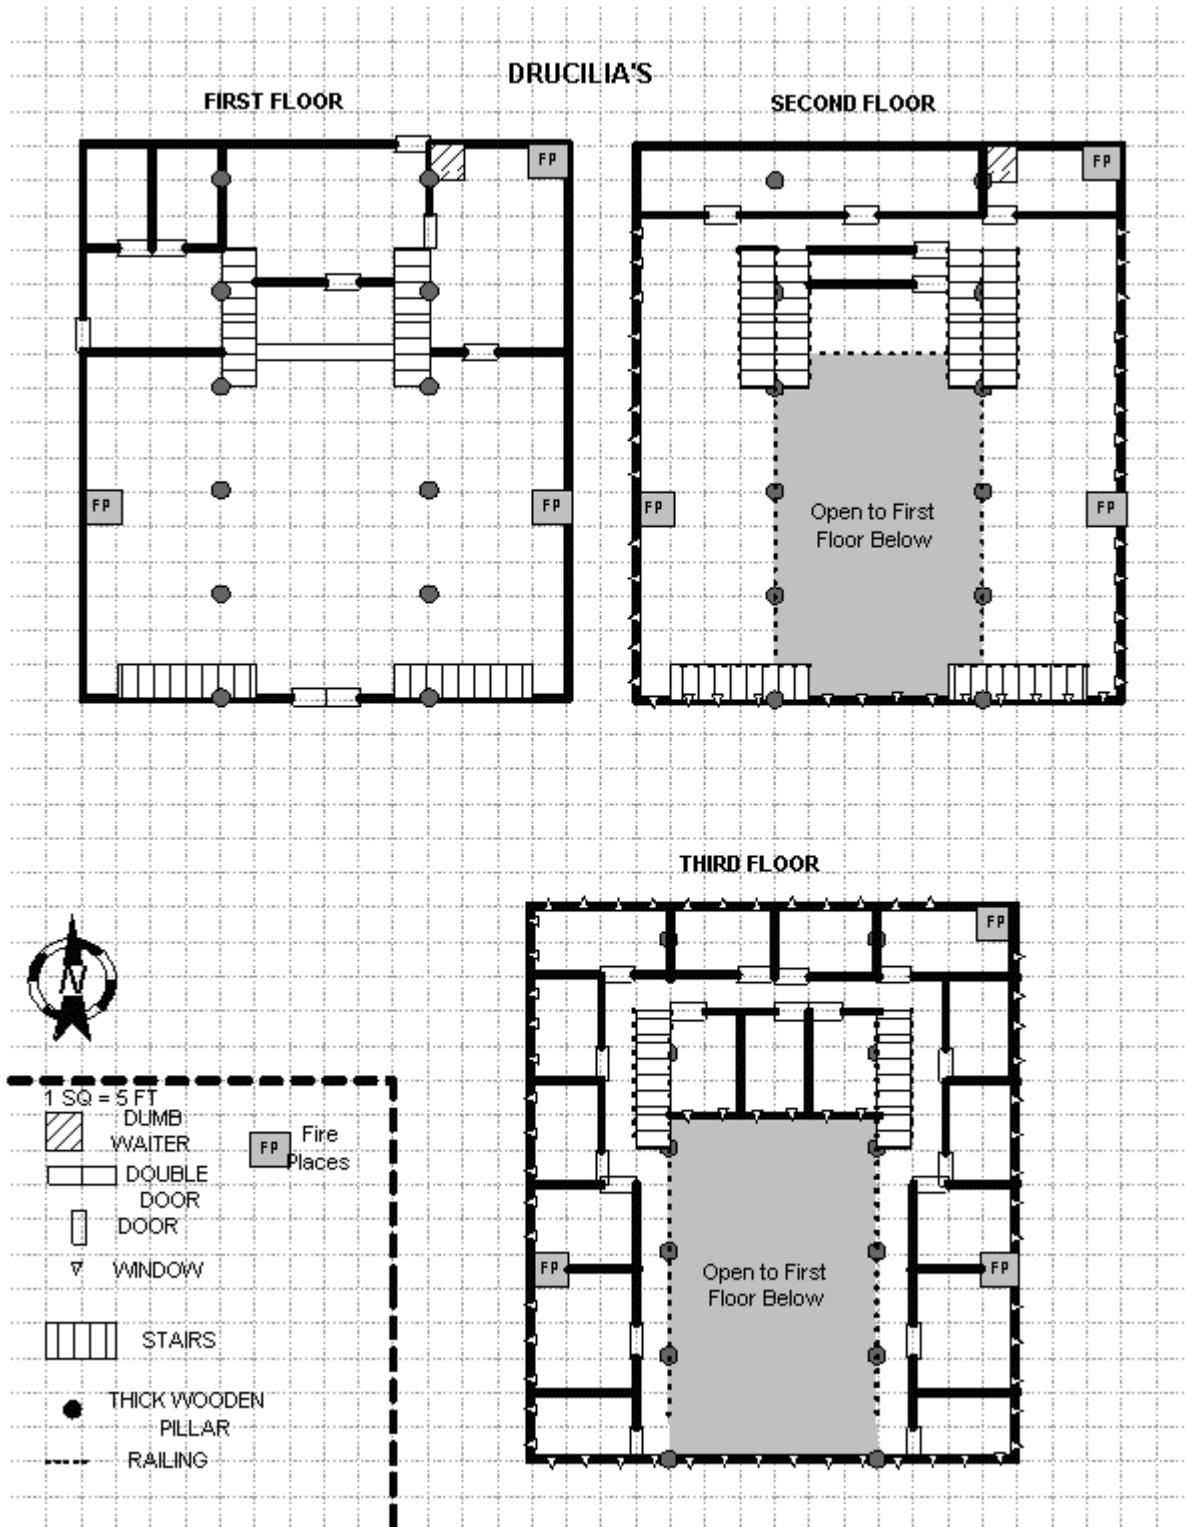 DRUCILIA'S
FIRST FLOOR
SECOND FLOOR
FP
FP
FP
FP
FP
FP
Open to First
Floor Below
THIRD FLOOR
FP
N
1 SQ = 5 FT
DUMB
WAITER
FP
Fire
Places
DOUBLE
DOOR
DOOR
WINDOW
FP
FP
Open to First
Floor Below
STAIRS
THICK WOODEN
PILLAR
RAILING